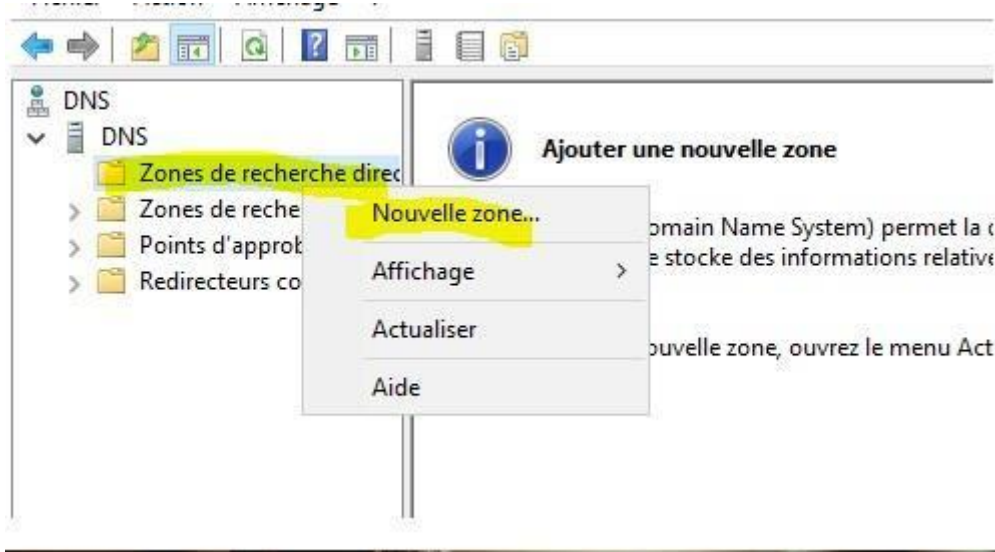 DNS
DNS
Zones de recherche direc
Zones de reche
Points d'approb
Redirecteurs co
Nouvelle zone...
Affichage
Actualiser
Aide
Ajouter une nouvelle zone
omain Name System) permet la
e stocke des informations relative
ouvelle zone, ouvrez le menu Act